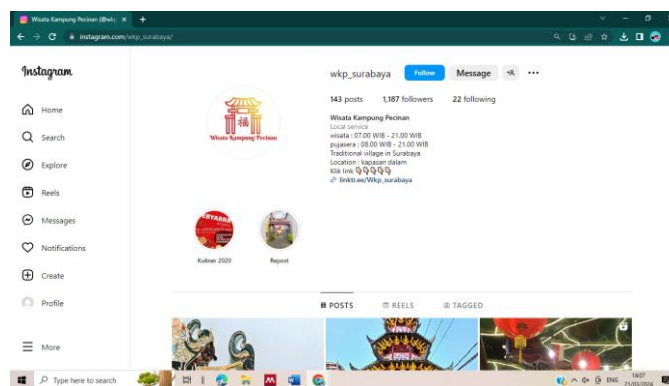 Wisata Kampung Pecinan (@wkp
instagram.com/wkp_surabaya/
Instagram
Home
Search
Explore
Reels
Messages
Notifications
Create
Profile
More
福
Wisata Kampung Pecinan
wkp_surabaya Follow Message
143 posts 1,187 followers 22 following
Wisata Kampung Pecinan
Local service
wisata : 07.00 WIB - 21.00 WIB
pujasera : 08.00 WIB - 21.00 WIB
Traditional village in Surabaya
Location : kapasan dalam
Klik link
linktr.ee/Wkp_surabaya
Kuliner 2020 Repost
POSTS REELS TAGGED
Type here to search
ENG
14:07
21/03/2024